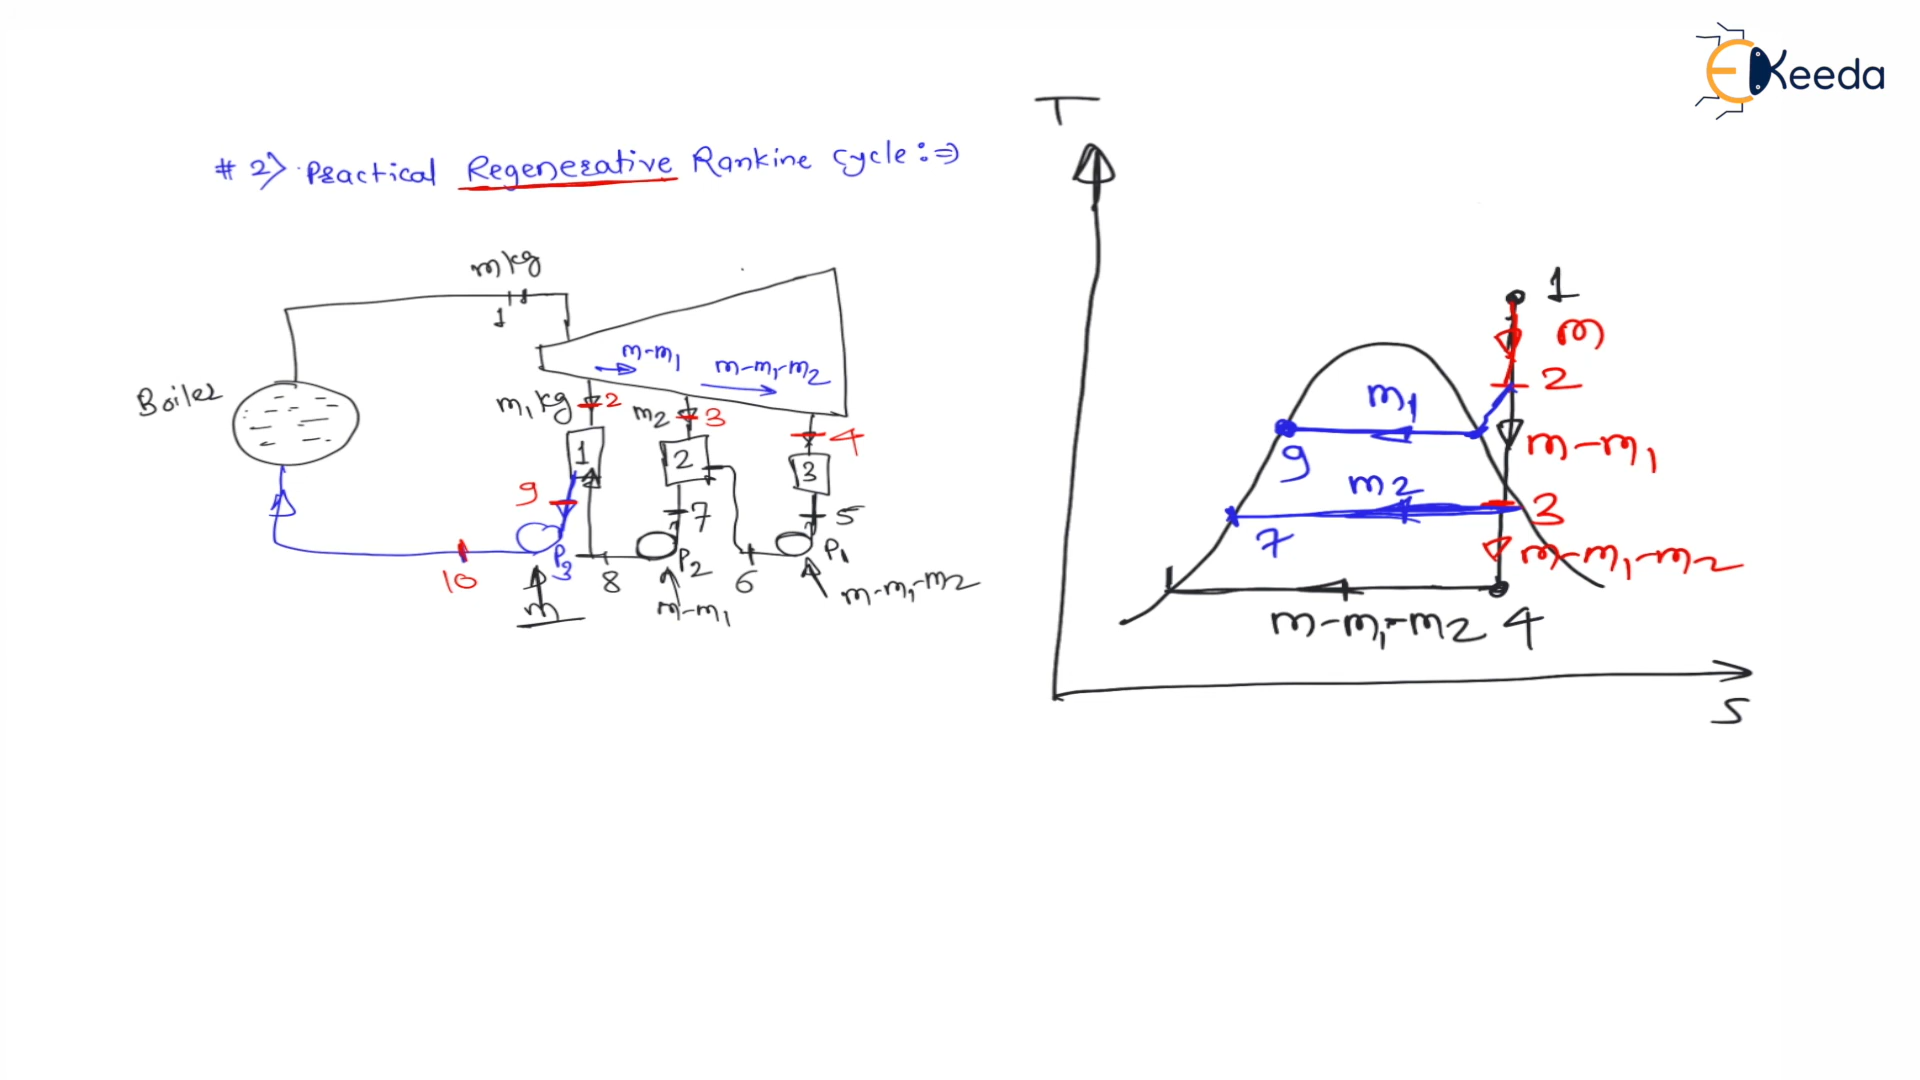 EKeeda
T
# 2) Practical Regenerative Rankine Cycle :⇒
m kg
1
Boiler
m-m1
m-m1-m2
m1 kg
2
m2
3
4
1
2
3
9
7
5
P3
P2
P1
10
8
6
m
m-m1
m-m1-m2
1
m
2
m1
m-m1
9
m2
3
7
m-m1-m2
m-m1-m2
4
S